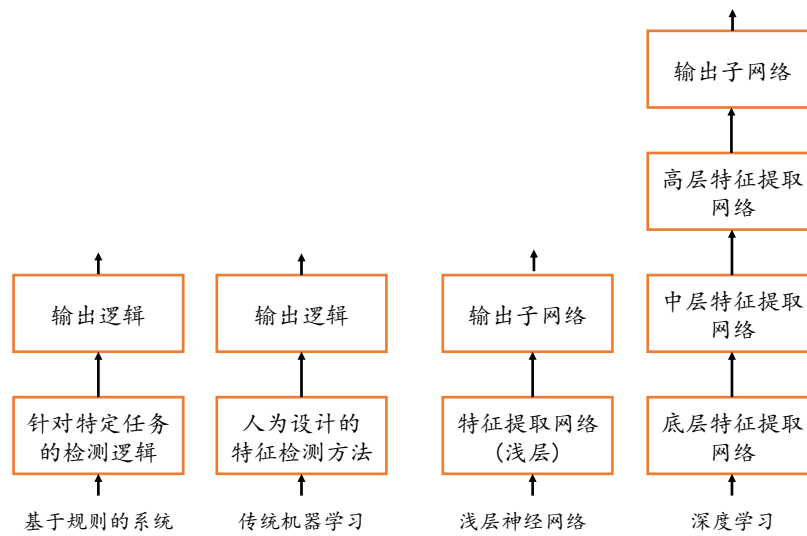 输出子网络
高层特征提取
网络
输出逻辑
输出逻辑
输出子网络
中层特征提取
网络
针对特定任务
的检测逻辑
人为设计的
特征检测方法
特征提取网络
(浅层)
底层特征提取
网络
基于规则的系统
传统机器学习
浅层神经网络
深度学习